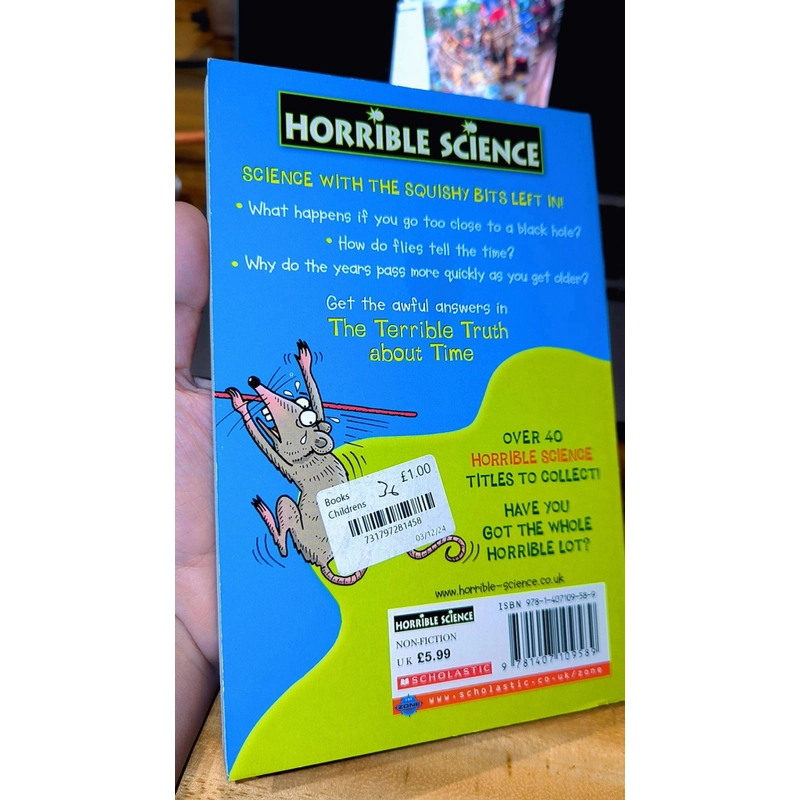 HORRIBLE SCIENCE
SCIENCE WITH THE SQUISHY BITS LEFT IN!
• What happens if you go too close to a black hole?
• How do flies tell the time?
• Why do the years pass more quickly as you get older?
Get the awful answers in
The Terrible Truth
about Time
OVER 40
HORRIBLE SCIENCE
TITLES TO COLLECT!
HAVE YOU
GOT THE WHOLE
HORRIBLE LOT?
Books
Childrens
£1.00
731797281458
03/12/24
www.horrible-science.co.uk
HORRIBLE SCIENCE
NON-FICTION
UK £5.99
SCHOLASTIC
ISBN 978-1-407109-58-9
9 781407 109589
ZONE
www.scholastic.co.uk/zone